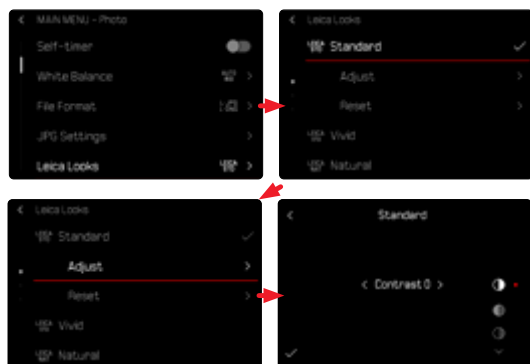 MAIN MENU - Photo
Self-timer
White Balance
File Format
JPG Settings
Leica Looks
Leica Looks
Standard
Adjust
Reset
Vivid
Natural
Leica Looks
Standard
Adjust
Reset
Vivid
Natural
Standard
Contrast 0